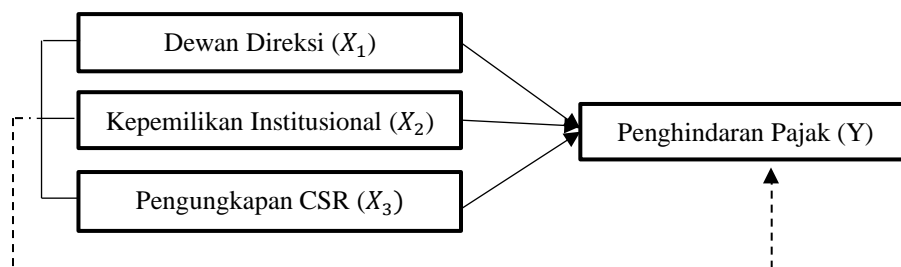 Dewan Direksi (𝑋₁)
Kepemilikan Institusional (𝑋₂)
Penghindaran Pajak (Y)
Pengungkapan CSR (𝑋₃)